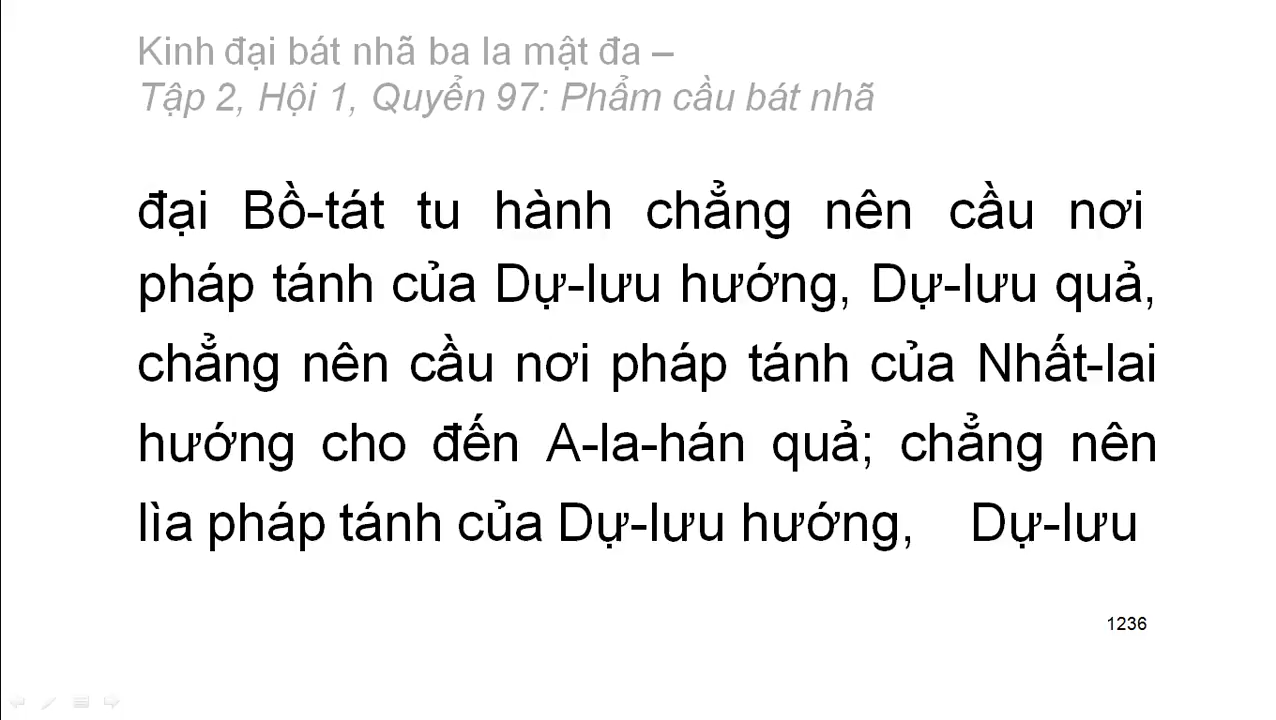 Kinh đại bát nhã ba la mật đa –
Tập 2, Hội 1, Quyển 97: Phẩm cầu bát nhã
đại Bồ-tát tu hành chẳng nên cầu nơi
pháp tánh của Dự-lưu hướng, Dự-lưu quả,
chẳng nên cầu nơi pháp tánh của Nhất-lai
hướng cho đến A-la-hán quả; chẳng nên
lìa pháp tánh của Dự-lưu hướng, Dự-lưu
1236